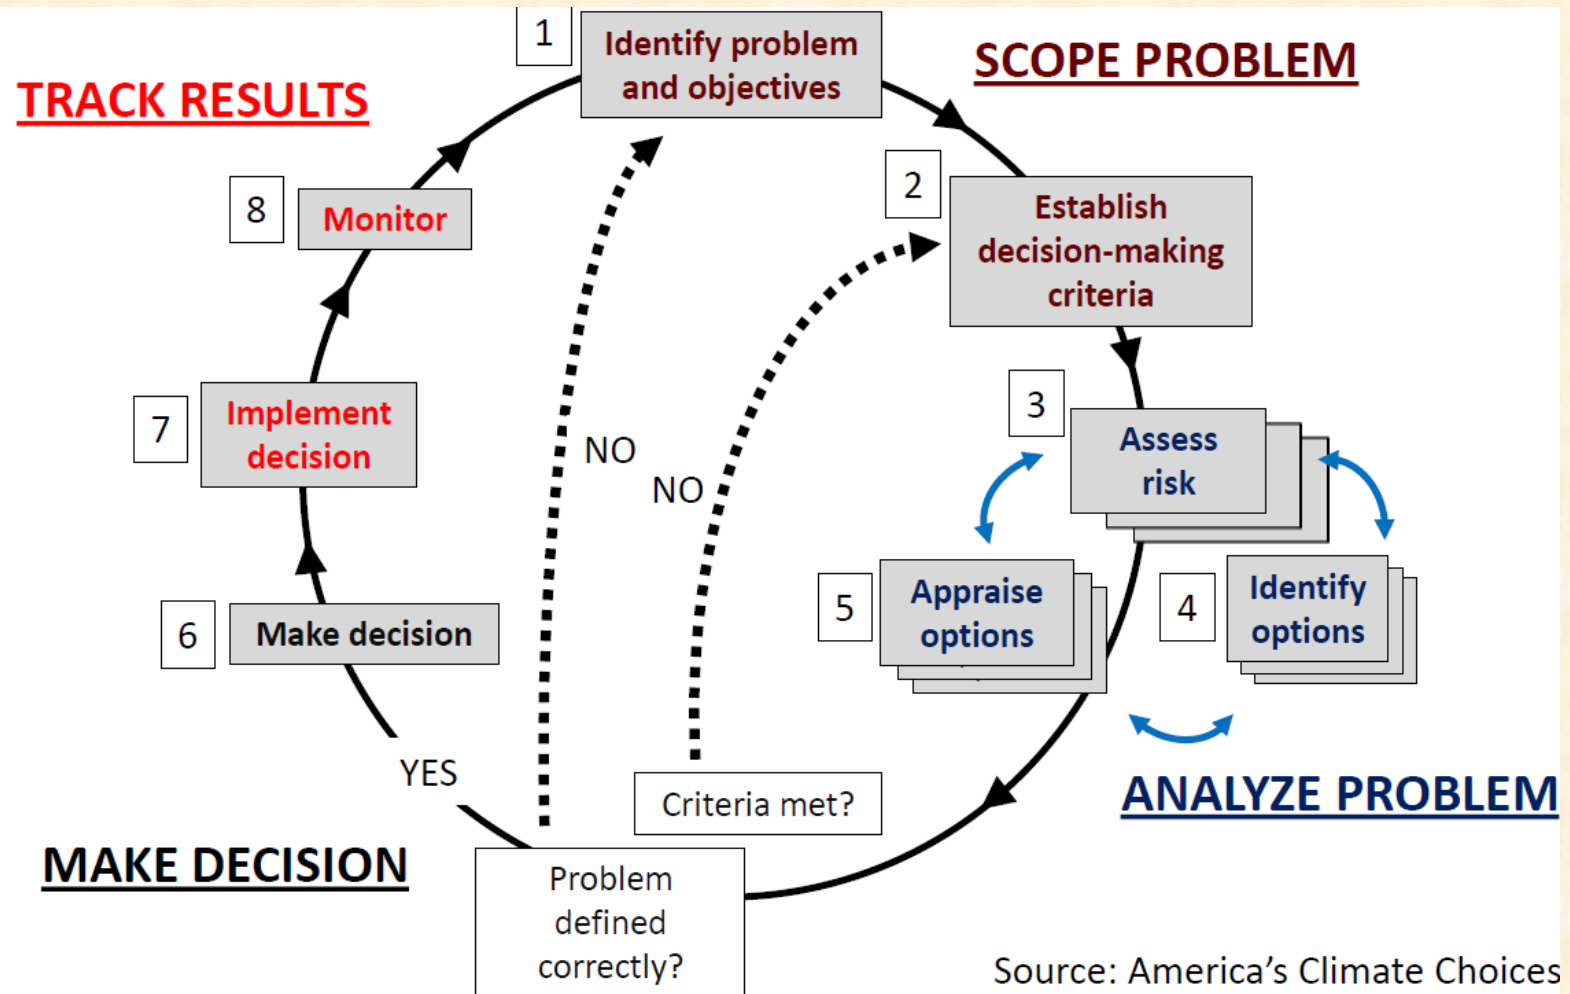 1
Identify problem
and objectives
SCOPE PROBLEM
TRACK RESULTS
2
Establish
decision-making
criteria
8
Monitor
3
Assess
risk
7
Implement
decision
NO
NO
5
Appraise
options
4
Identify
options
6
Make decision
YES
Criteria met?
ANALYZE PROBLEM
MAKE DECISION
Problem
defined
correctly?
Source: America's Climate Choices